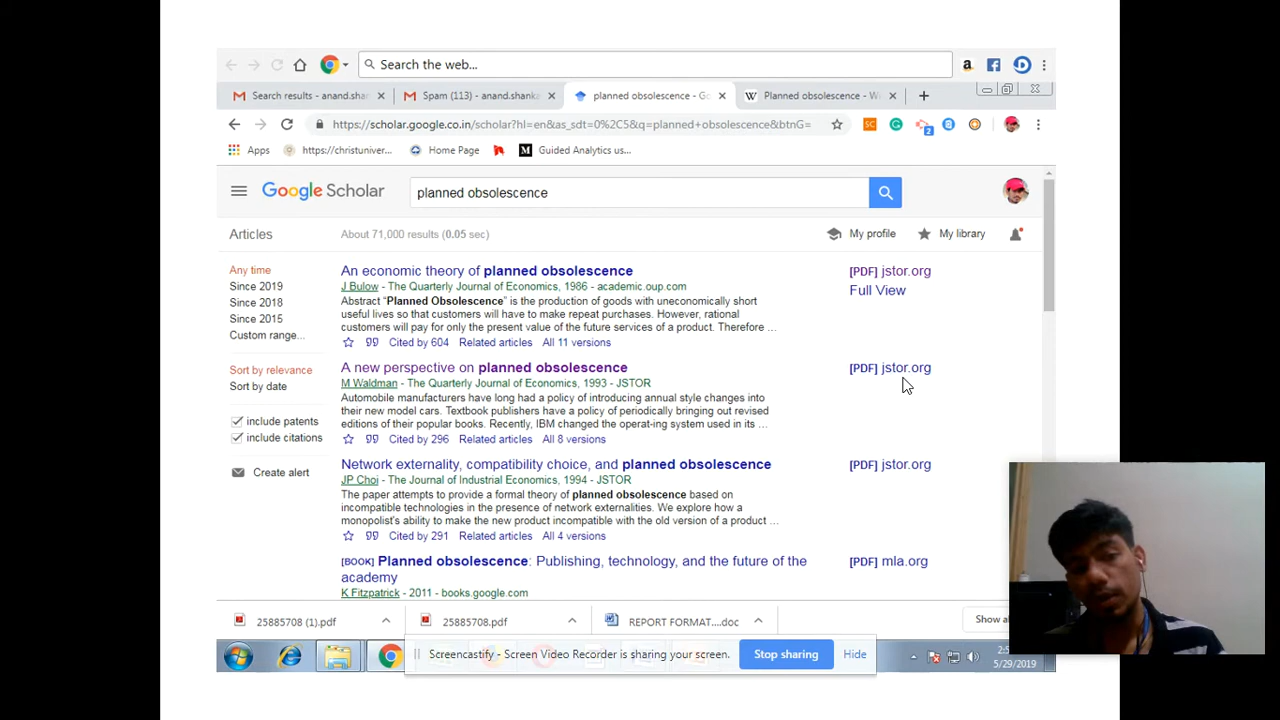 Search the web...
Search results - anand.shan
Spam (113) - anand.shanka
planned obsolescence - Go
Planned obsolescence - W
https://scholar.google.co.in/scholar?hl=en&as_sdt=0%2C5&q=planned+obsolescence&btnG=
Apps
https://christuniver...
Home Page
Guided Analytics us...
Google Scholar
planned obsolescence
Articles
About 71,000 results (0.05 sec)
My profile
My library
Any time
Since 2019
Since 2018
Since 2015
Custom range...
Sort by relevance
Sort by date
include patents
include citations
Create alert
An economic theory of planned obsolescence
J Bulow - The Quarterly Journal of Economics, 1986 - academic.oup.com
Abstract “Planned Obsolescence” is the production of goods with uneconomically short
useful lives so that customers will have to make repeat purchases. However, rational
customers will pay for only the present value of the future services of a product. Therefore ...
Cited by 604 Related articles All 11 versions
[PDF] jstor.org
Full View
A new perspective on planned obsolescence
M Waldman - The Quarterly Journal of Economics, 1993 - JSTOR
Automobile manufacturers have long had a policy of introducing annual style changes into
their new model cars. Textbook publishers have a policy of periodically bringing out revised
editions of their popular books. Recently, IBM changed the operat-ing system used in its ...
Cited by 296 Related articles All 8 versions
[PDF] jstor.org
Network externality, compatibility choice, and planned obsolescence
JP Choi - The Journal of Industrial Economics, 1994 - JSTOR
The paper attempts to provide a formal theory of planned obsolescence based on
incompatible technologies in the presence of network externalities. We explore how a
monopolist's ability to make the new product incompatible with the old version of a product ...
Cited by 291 Related articles All 4 versions
[PDF] jstor.org
[BOOK] Planned obsolescence: Publishing, technology, and the future of the
academy
K Fitzpatrick - 2011 - books.google.com
[PDF] mla.org
25885708 (1).pdf
25885708.pdf
REPORT FORMAT....doc
Show al
Screencastify - Screen Video Recorder is sharing your screen.
Stop sharing
Hide
5/29/2019